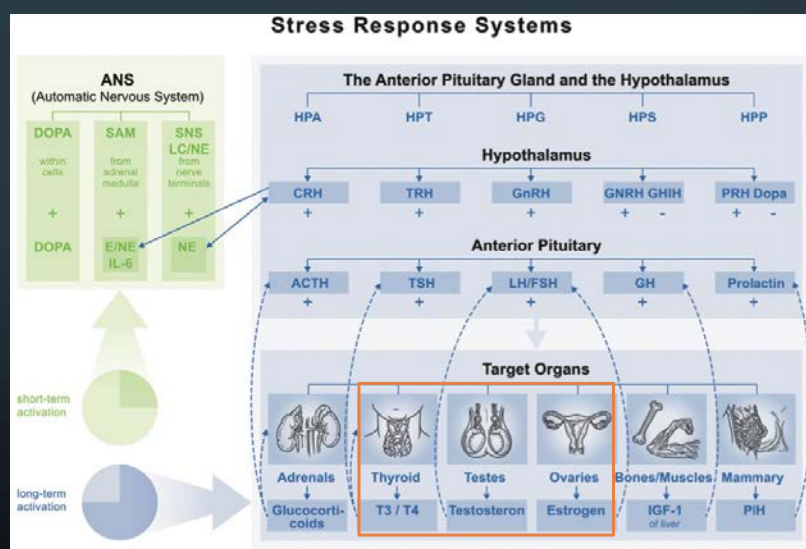 Stress Response Systems
ANS
(Automatic Nervous System)
DOPA
within
cells
+
DOPA
SAM
from
adrenal
medulla
+
E/NE
IL-6
SNS
LC/NE
from
nerve
terminals
+
NE
short-term
activation
long-term
activation
The Anterior Pituitary Gland and the Hypothalamus
HPA HPT HPG HPS HPP
Hypothalamus
CRH TRH GnRH GNRH GHIH PRH Dopa
+ + + + - + -
Anterior Pituitary
ACTH TSH LH/FSH GH Prolactin
+ + + + +
Target Organs
Adrenals Thyroid Testes Ovaries Bones/Muscles Mammary
Glucocorti-
coids
T3 / T4
Testosteron
Estrogen
IGF-1
of liver
PIH